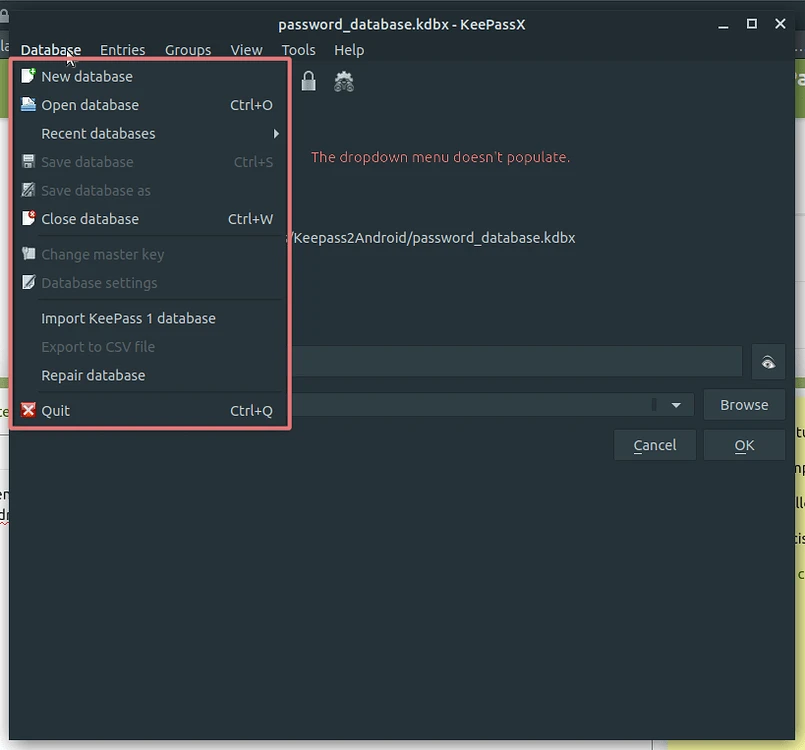 password_database.kdbx - KeePassX
Database Entries Groups View Tools Help
New database
Open database Ctrl+O
Recent databases
Save database Ctrl+S
Save database as
Close database Ctrl+W
Change master key
Database settings
Import KeePass 1 database
Export to CSV file
Repair database
Quit Ctrl+Q
The dropdown menu doesn't populate.
/Keepass2Android/password_database.kdbx
Browse
Cancel OK